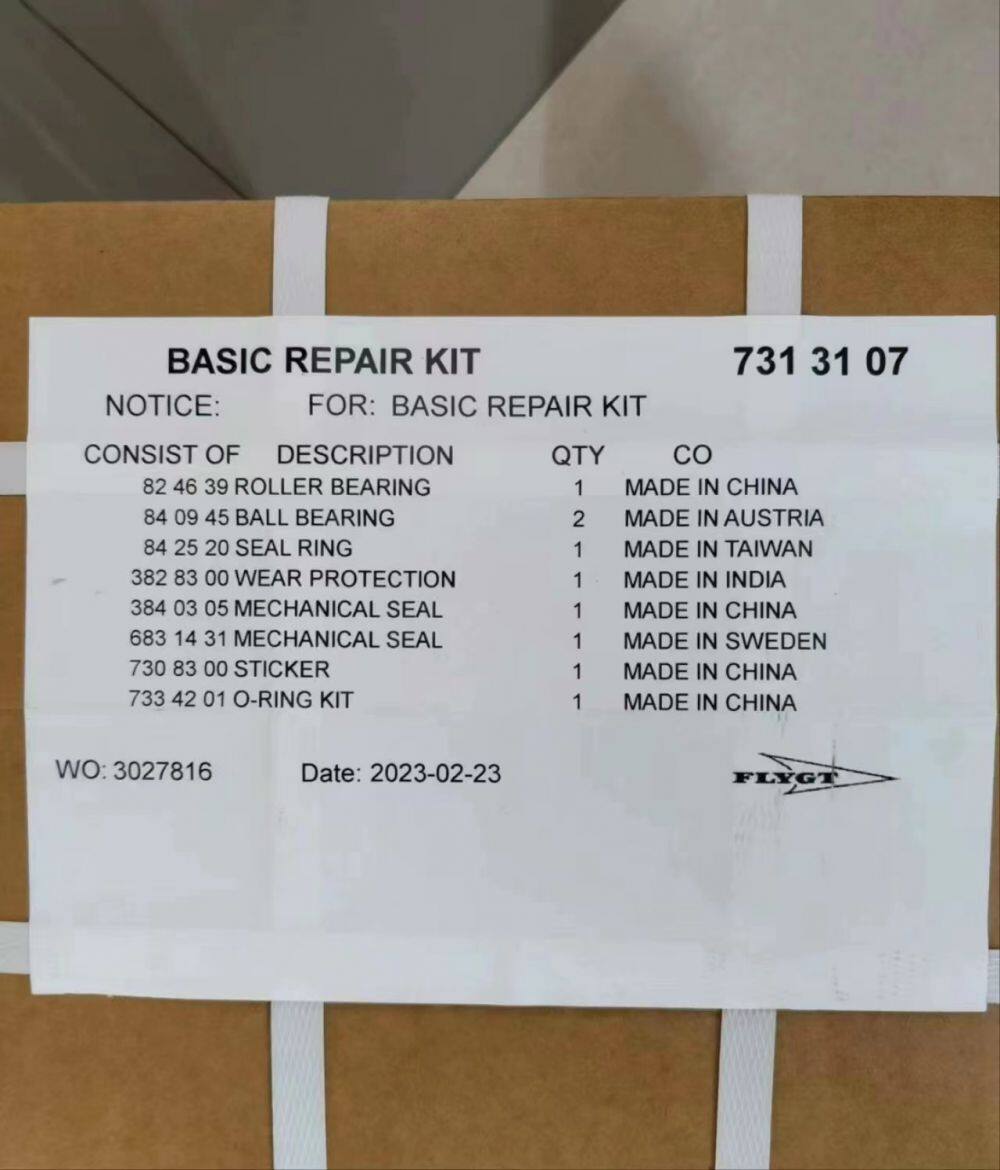 BASIC REPAIR KIT 731 31 07
NOTICE: FOR: BASIC REPAIR KIT
CONSIST OF DESCRIPTION QTY CO
82 46 39 ROLLER BEARING 1 MADE IN CHINA
84 09 45 BALL BEARING 2 MADE IN AUSTRIA
84 25 20 SEAL RING 1 MADE IN TAIWAN
382 83 00 WEAR PROTECTION 1 MADE IN INDIA
384 03 05 MECHANICAL SEAL 1 MADE IN CHINA
683 14 31 MECHANICAL SEAL 1 MADE IN SWEDEN
730 83 00 STICKER 1 MADE IN CHINA
733 42 01 O-RING KIT 1 MADE IN CHINA
WO: 3027816 Date: 2023-02-23 FLYGT